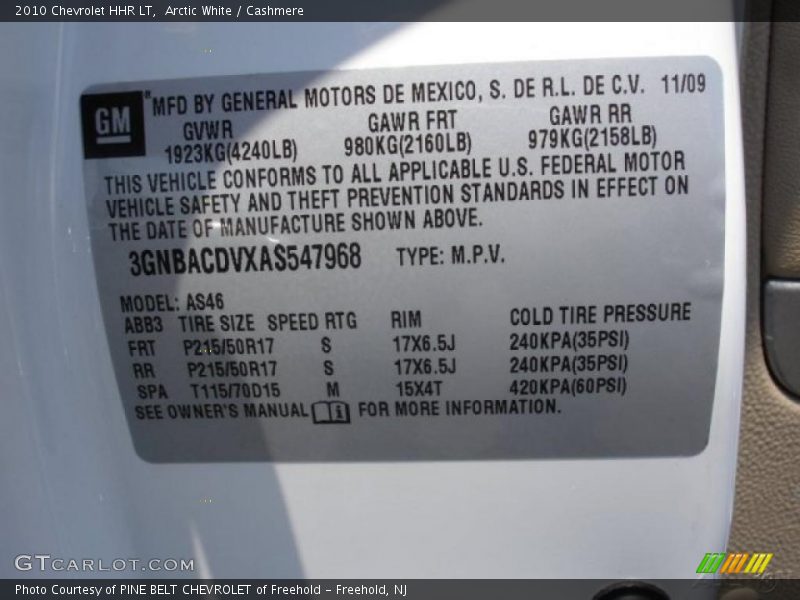 2010 Chevrolet HHR LT, Arctic White / Cashmere
GM ® MFD BY GENERAL MOTORS DE MEXICO, S. DE R.L. DE C.V. 11/09
GVWR GAWR FRT GAWR RR
1923KG(4240LB) 980KG(2160LB) 979KG(2158LB)
THIS VEHICLE CONFORMS TO ALL APPLICABLE U.S. FEDERAL MOTOR
VEHICLE SAFETY AND THEFT PREVENTION STANDARDS IN EFFECT ON
THE DATE OF MANUFACTURE SHOWN ABOVE.
3GNBACDVXAS547968 TYPE: M.P.V.
MODEL: AS46
ABB3 TIRE SIZE SPEED RTG RIM COLD TIRE PRESSURE
FRT P215/50R17 S 17X6.5J 240KPA(35PSI)
RR P215/50R17 S 17X6.5J 240KPA(35PSI)
SPA T115/70D15 M 15X4T 420KPA(60PSI)
SEE OWNER'S MANUAL i FOR MORE INFORMATION.
GTCARLOT.COM
Photo Courtesy of PINE BELT CHEVROLET of Freehold - Freehold, NJ